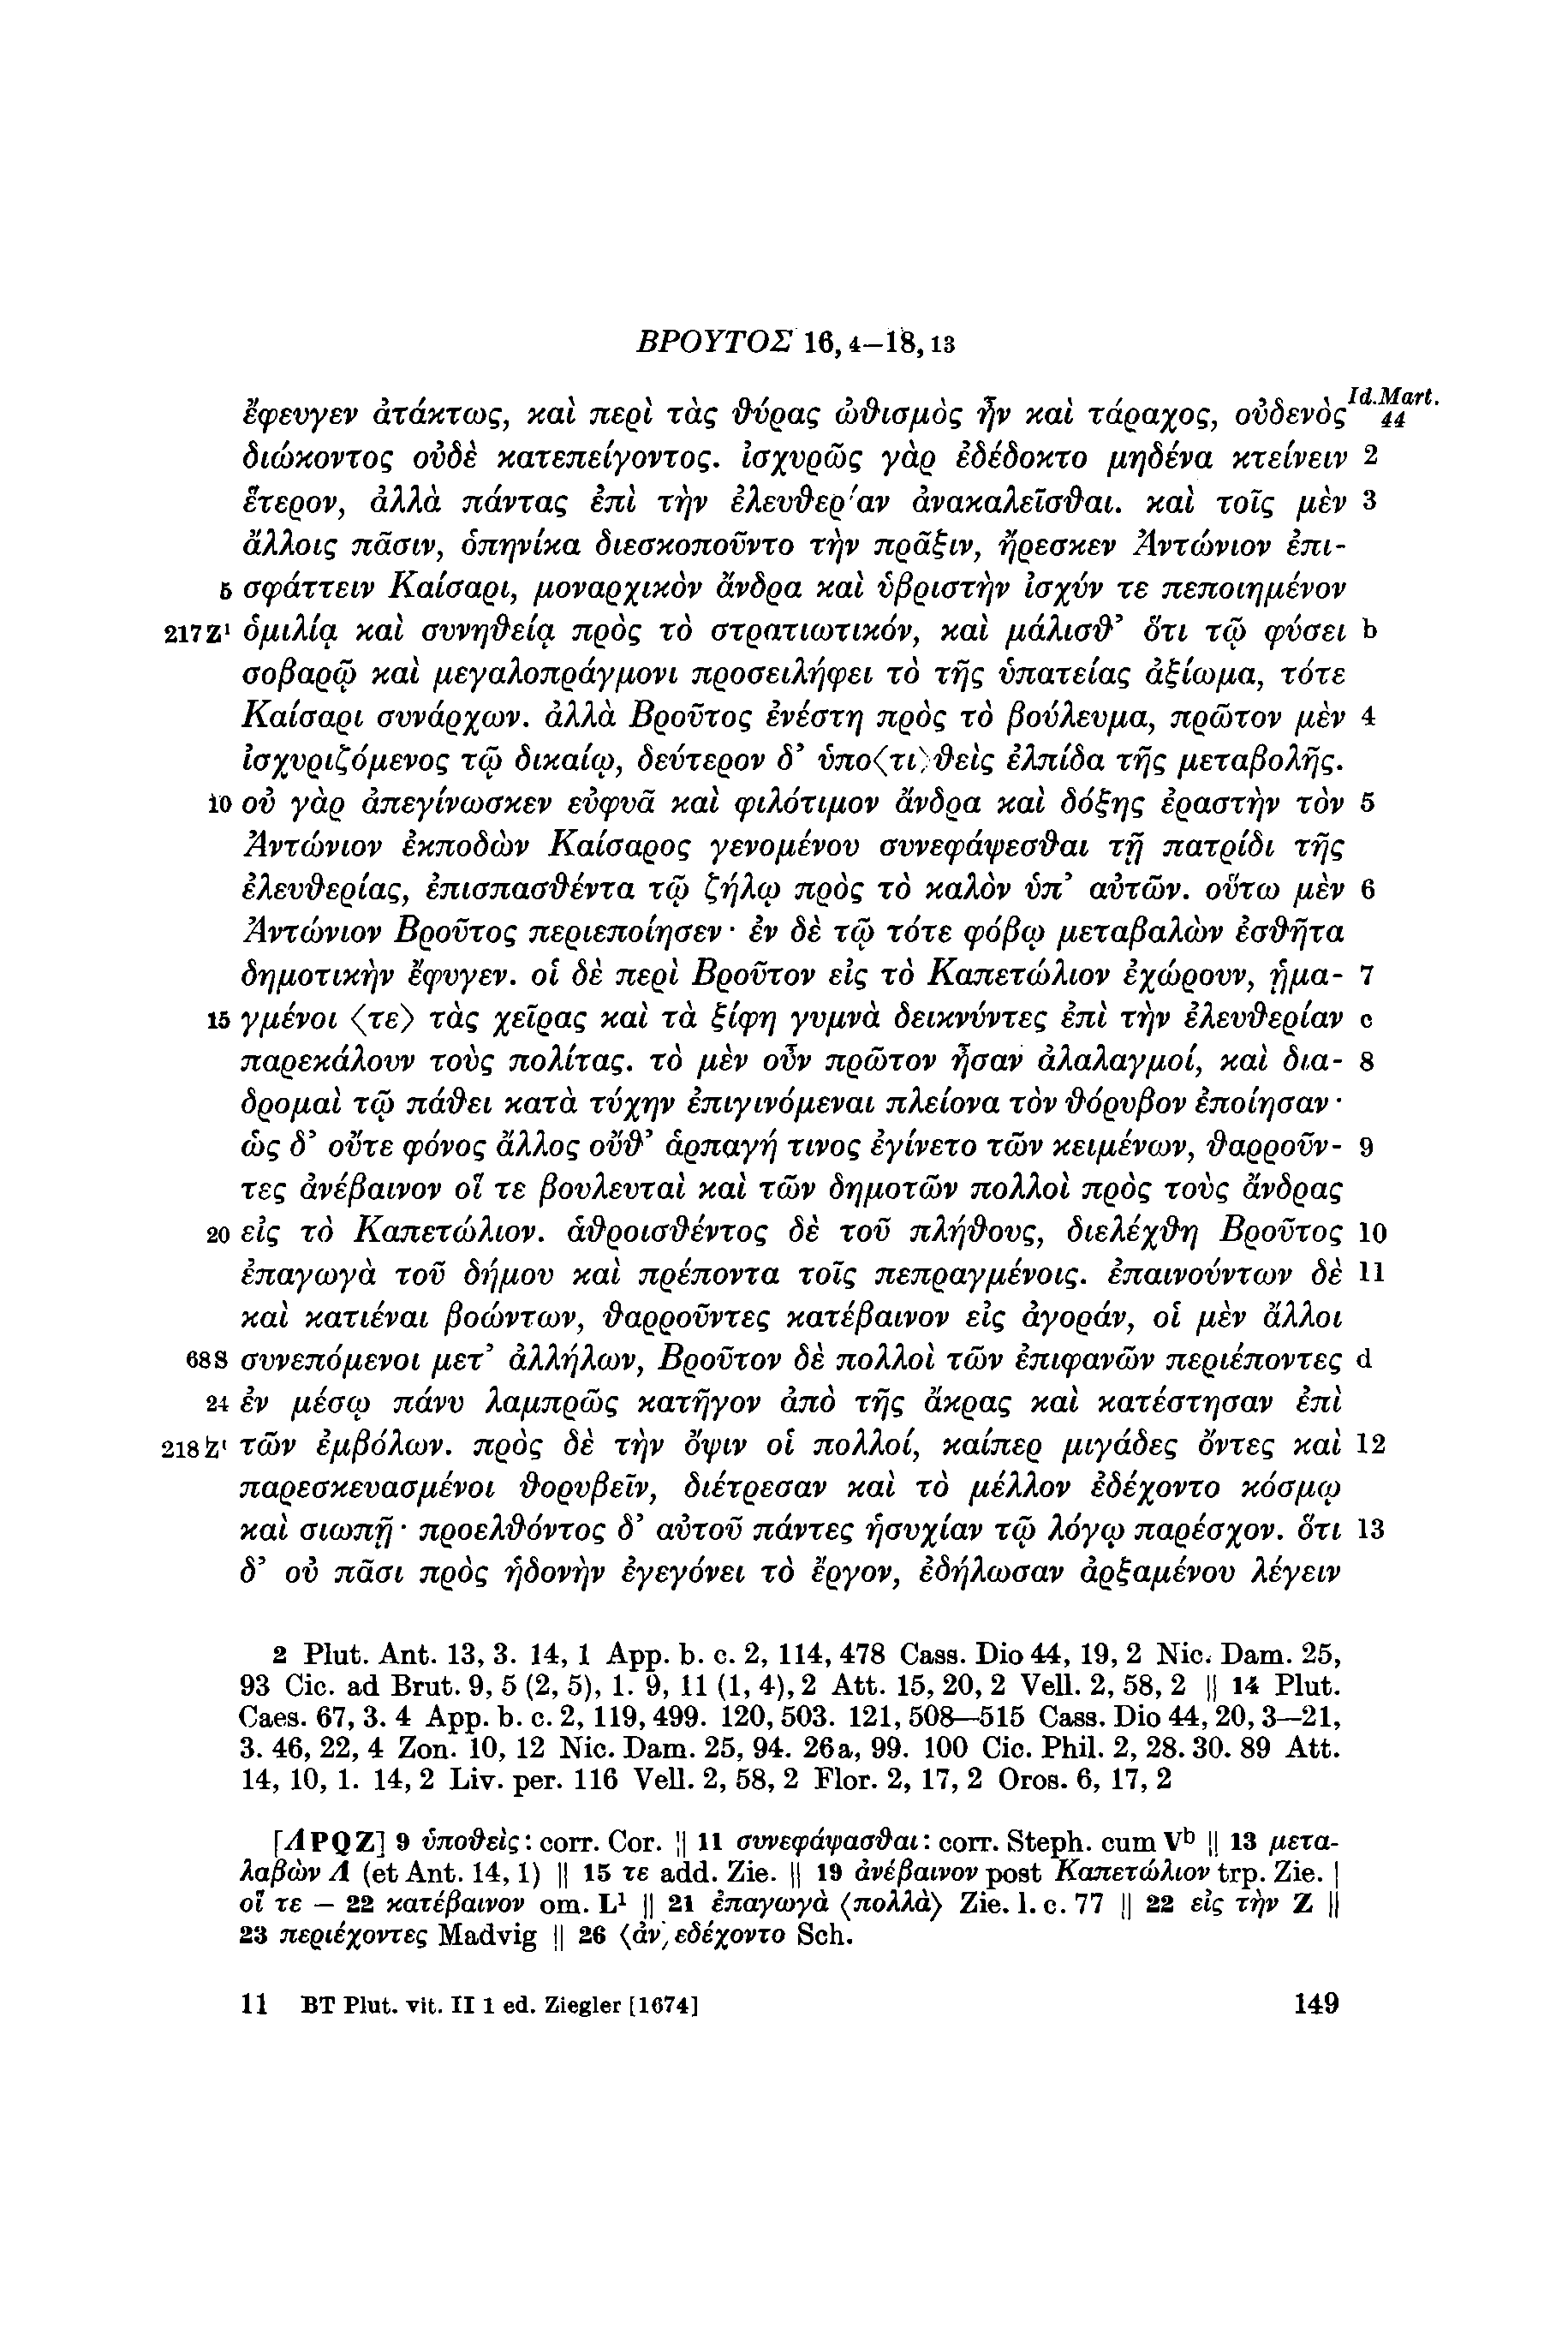 ΒΡΟΥΤΟΣ 16, 4–18, 13
ἔφευγεν ἀτάκτως, καὶ περὶ τὰς θύρας ὠθισμὸς ἦν καὶ τάραχος, οὐδενὸς Id. Mart. 44
διώκοντος οὐδὲ κατεπείγοντος. ἰσχυρῶς γὰρ ἐδέδοκτο μηδένα κτείνειν 2
ἕτερον, ἀλλὰ πάντας ἐπὶ τὴν ἐλευθερ'αν ἀνακαλεῖσθαι. καὶ τοῖς μὲν 3
ἄλλοις πᾶσιν, ὁπηνίκα διεσκοποῦντο τὴν πρᾶξιν, ἤρεσκεν Ἀντώνιον ἐπι-
5 σφάττειν Καίσαρι, μοναρχικὸν ἄνδρα καὶ ὑβριστὴν ἰσχύν τε πεποιημένον
217 Z¹ ὁμιλίᾳ καὶ συνηθείᾳ πρὸς τὸ στρατιωτικόν, καὶ μάλισθ’ ὅτι τῷ φύσει b
σοβαρῷ καὶ μεγαλοπράγμονι προσειλήφει τὸ τῆς ὑπατείας ἀξίωμα, τότε
Καίσαρι συνάρχων. ἀλλὰ Βροῦτος ἐνέστη πρὸς τὸ βούλευμα, πρῶτον μὲν 4
ἰσχυριζόμενος τῷ δικαίῳ, δεύτερον δ’ ὑπο⟨τι⟩θεὶς ἐλπίδα τῆς μεταβολῆς.
10 οὐ γὰρ ἀπεγίνωσκεν εὐφυᾶ καὶ φιλότιμον ἄνδρα καὶ δόξης ἐραστὴν τὸν 5
Ἀντώνιον ἐκποδὼν Καίσαρος γενομένου συνεφάψεσθαι τῇ πατρίδι τῆς
ἐλευθερίας, ἐπισπασθέντα τῷ ζήλῳ πρὸς τὸ καλὸν ὑπ’ αὐτῶν. οὕτω μὲν 6
Ἀντώνιον Βροῦτος περιεποίησεν· ἐν δὲ τῷ τότε φόβῳ μεταβαλὼν ἐσθῆτα
δημοτικὴν ἔφυγεν. οἱ δὲ περὶ Βροῦτον εἰς τὸ Καπετώλιον ἐχώρουν, ᾑμα- 7
15 γμένοι ⟨τε⟩ τὰς χεῖρας καὶ τὰ ξίφη γυμνὰ δεικνύντες ἐπὶ τὴν ἐλευθερίαν c
παρεκάλουν τοὺς πολίτας. τὸ μὲν οὖν πρῶτον ἦσαν ἀλαλαγμοί, καὶ δια- 8
δρομαὶ τῷ πάθει κατὰ τύχην ἐπιγινόμεναι πλείονα τὸν θόρυβον ἐποίησαν·
ὡς δ’ οὔτε φόνος ἄλλος οὔθ’ ἁρπαγή τινος ἐγίνετο τῶν κειμένων, θαρροῦν- 9
τες ἀνέβαινον οἵ τε βουλευταὶ καὶ τῶν δημοτῶν πολλοὶ πρὸς τοὺς ἄνδρας
20 εἰς τὸ Καπετώλιον. ἁθροισθέντος δὲ τοῦ πλήθους, διελέχθη Βροῦτος 10
ἐπαγωγὰ τοῦ δήμου καὶ πρέποντα τοῖς πεπραγμένοις. ἐπαινούντων δὲ 11
καὶ κατιέναι βοώντων, θαρροῦντες κατέβαινον εἰς ἀγοράν, οἱ μὲν ἄλλοι
68 S συνεπόμενοι μετ’ ἀλλήλων, Βροῦτον δὲ πολλοὶ τῶν ἐπιφανῶν περιέποντες d
24 ἐν μέσῳ πάνυ λαμπρῶς κατῆγον ἀπὸ τῆς ἄκρας καὶ κατέστησαν ἐπὶ
218 Z¹ τῶν ἐμβόλων. πρὸς δὲ τὴν ὄψιν οἱ πολλοί, καίπερ μιγάδες ὄντες καὶ 12
παρεσκευασμένοι θορυβεῖν, διέτρεσαν καὶ τὸ μέλλον ἐδέχοντο κόσμῳ
καὶ σιωπῇ· προελθόντος δ’ αὐτοῦ πάντες ἡσυχίαν τῷ λόγῳ παρέσχον. ὅτι 13
δ’ οὐ πᾶσι πρὸς ἡδονὴν ἐγεγόνει τὸ ἔργον, ἐδήλωσαν ἀρξαμένου λέγειν
2 Plut. Ant. 13, 3. 14, 1 App. b. c. 2, 114, 478 Cass. Dio 44, 19, 2 Nic. Dam. 25,
93 Cic. ad Brut. 9, 5 (2, 5), 1. 9, 11 (1, 4), 2 Att. 15, 20, 2 Vell. 2, 58, 2 || 14 Plut.
Caes. 67, 3. 4 App. b. c. 2, 119, 499. 120, 503. 121, 508—515 Cass. Dio 44, 20, 3—21,
3. 46, 22, 4 Zon. 10, 12 Nic. Dam. 25, 94. 26a, 99. 100 Cic. Phil. 2, 28. 30. 89 Att.
14, 10, 1. 14, 2 Liv. per. 116 Vell. 2, 58, 2 Flor. 2, 17, 2 Oros. 6, 17, 2
[Λ P Q Z] 9 ὑποθεὶς: corr. Cor. || 11 συνεφάψασθαι: corr. Steph. cum Vᵇ || 13 μετα-
λαβὼν Λ (et Ant. 14, 1) || 15 τε add. Zie. || 19 ἀνέβαινον post Καπετώλιον trp. Zie. |
οἵ τε – 22 κατέβαινον om. L¹ || 21 ἐπαγωγὰ ⟨πολλὰ⟩ Zie. l. c. 77 || 22 εἰς τὴν Z ||
23 περιέχοντες Madvig || 26 ⟨ἀν⟩εδέχοντο Sch.
11 BT Plut. vit. II 1 ed. Ziegler [1674] 149